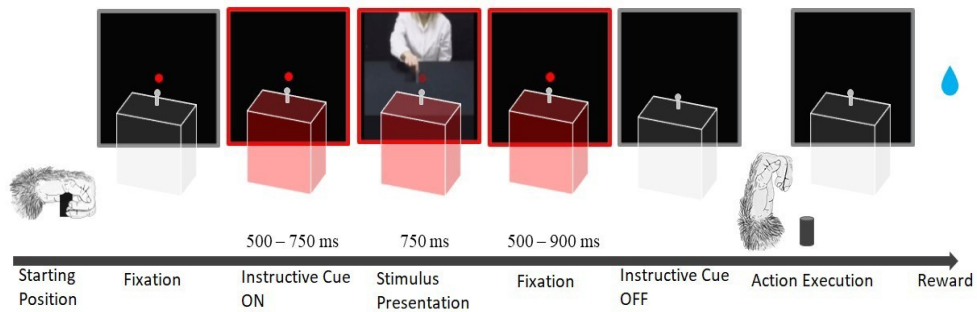 500 – 750 ms
750 ms
500 – 900 ms
Starting
Position
Fixation
Instructive Cue
ON
Stimulus
Presentation
Fixation
Instructive Cue
OFF
Action Execution
Reward